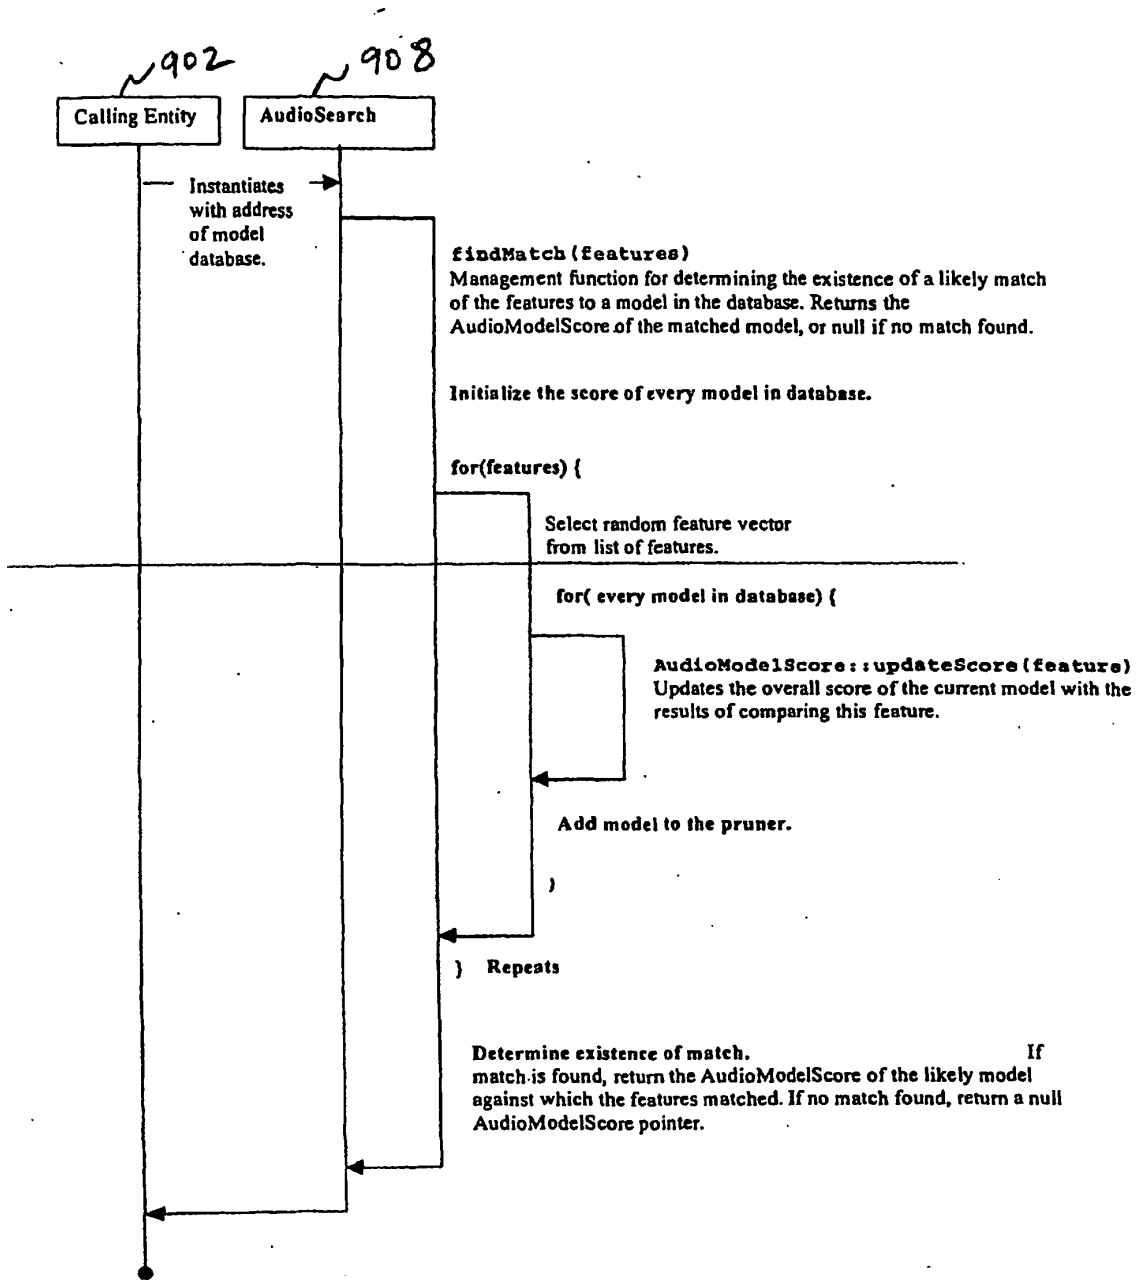 902
908
Calling Entity
AudioSearch
Instantiates
with address
of model
database.
findMatch(features)
Management function for determining the existence of a likely match
of the features to a model in the database. Returns the
AudioModelScore of the matched model, or null if no match found.
Initialize the score of every model in database.
for(features) {
Select random feature vector
from list of features.
for( every model in database) {
AudioModelScore::updateScore(feature)
Updates the overall score of the current model with the
results of comparing this feature.
Add model to the pruner.
}
} Repeats
Determine existence of match. If
match is found, return the AudioModelScore of the likely model
against which the features matched. If no match found, return a null
AudioModelScore pointer.